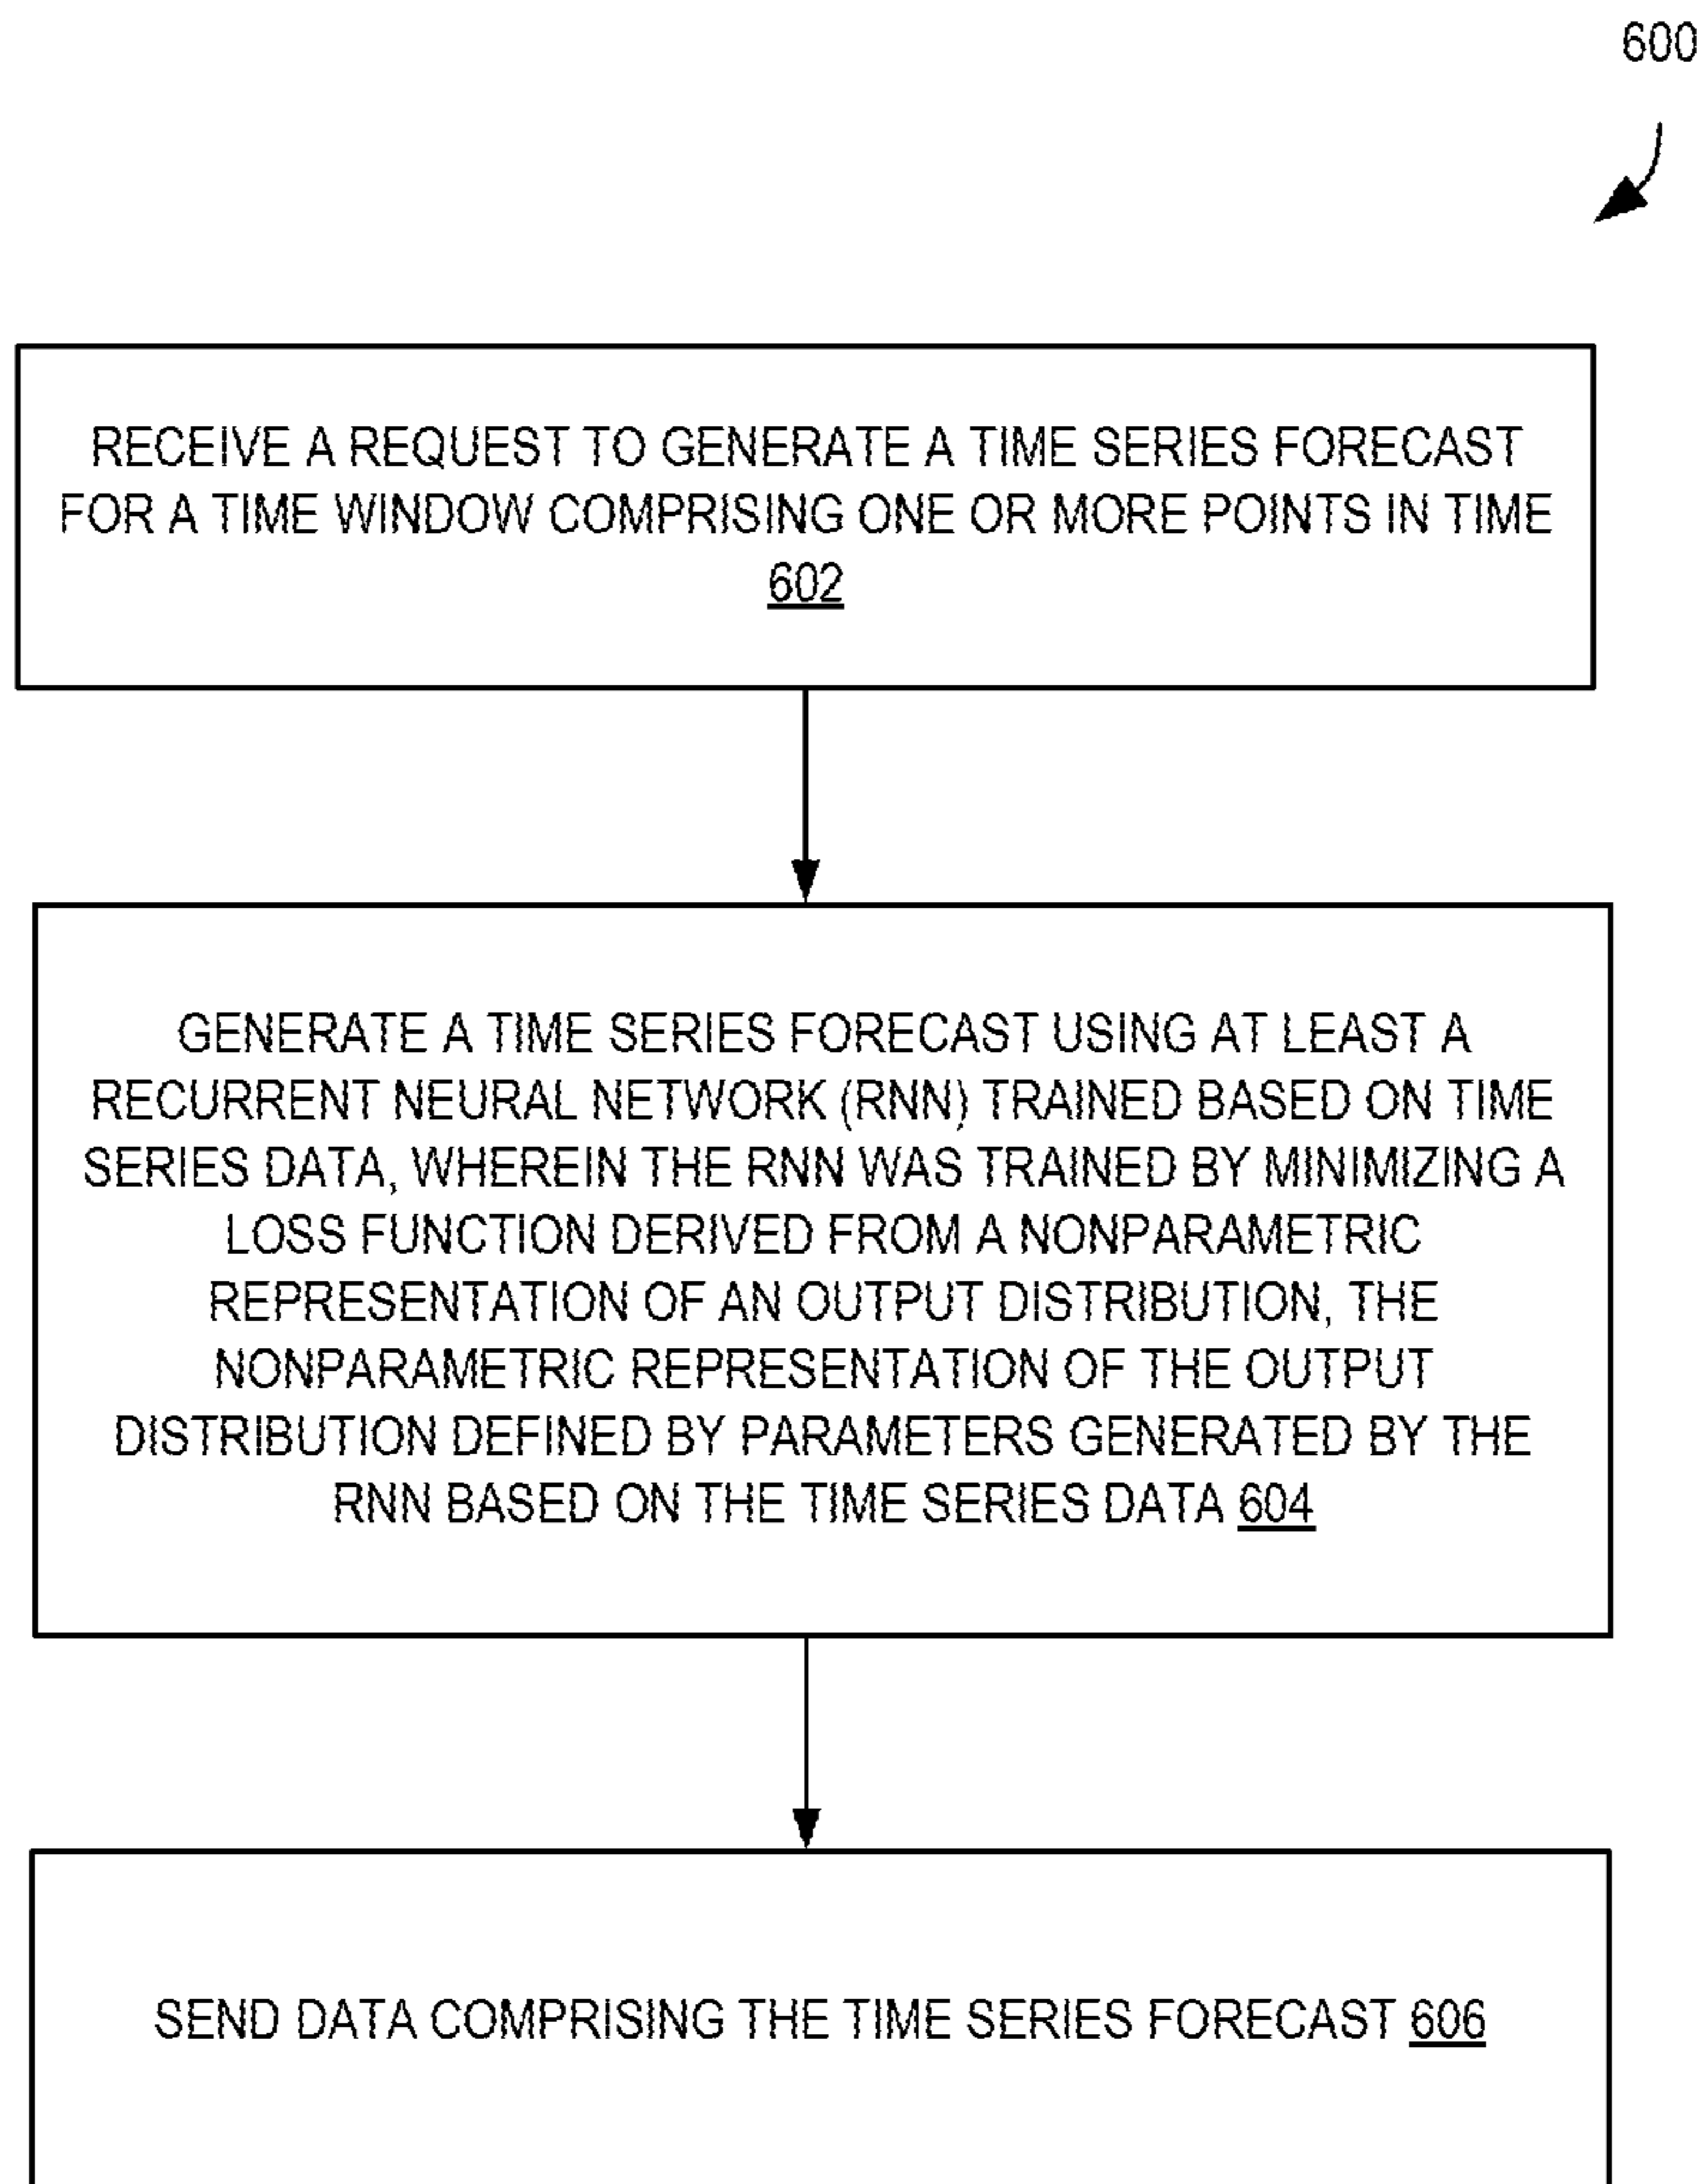 600
RECEIVE A REQUEST TO GENERATE A TIME SERIES FORECAST
FOR A TIME WINDOW COMPRISING ONE OR MORE POINTS IN TIME
602
GENERATE A TIME SERIES FORECAST USING AT LEAST A
RECURRENT NEURAL NETWORK (RNN) TRAINED BASED ON TIME
SERIES DATA, WHEREIN THE RNN WAS TRAINED BY MINIMIZING A
LOSS FUNCTION DERIVED FROM A NONPARAMETRIC
REPRESENTATION OF AN OUTPUT DISTRIBUTION, THE
NONPARAMETRIC REPRESENTATION OF THE OUTPUT
DISTRIBUTION DEFINED BY PARAMETERS GENERATED BY THE
RNN BASED ON THE TIME SERIES DATA 604
SEND DATA COMPRISING THE TIME SERIES FORECAST 606